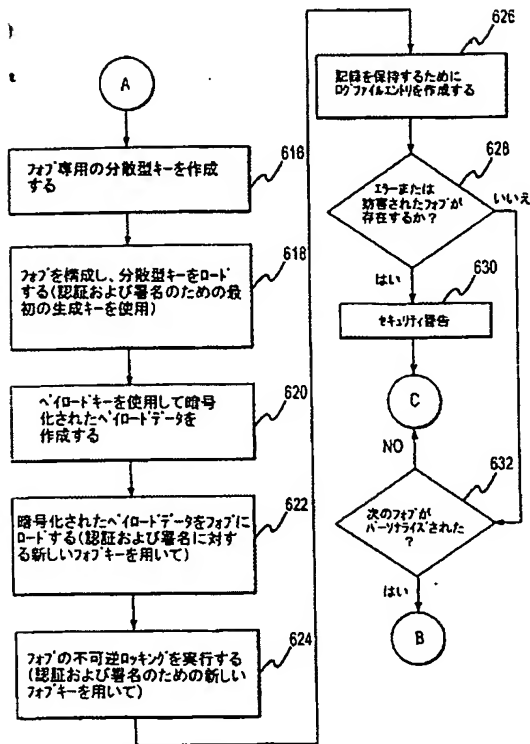 A
フォブ専用の分散型キーを作成
する
616
フォブを構成し、分散型キーをロード
する(認証および署名のための最
初の生成キーを使用)
618
ペイロードキーを使用して暗号
化されたペイロードデータを
作成する
620
暗号化されたペイロードデータをフォブに
ロードする(認証および署名に対す
る新しいフォブキーを用いて)
622
フォブの不可逆ロッキングを実行する
(認証および署名のための新しい
フォブキーを用いて)
624
記録を保持するために
ログファイルエントリを作成する
626
エラーまたは
妨害されたフォブが
存在するか?
628
いいえ
はい
630
セキュリティ警告
C
NO
632
次のフォブが
パーソナライズされた
?
はい
B